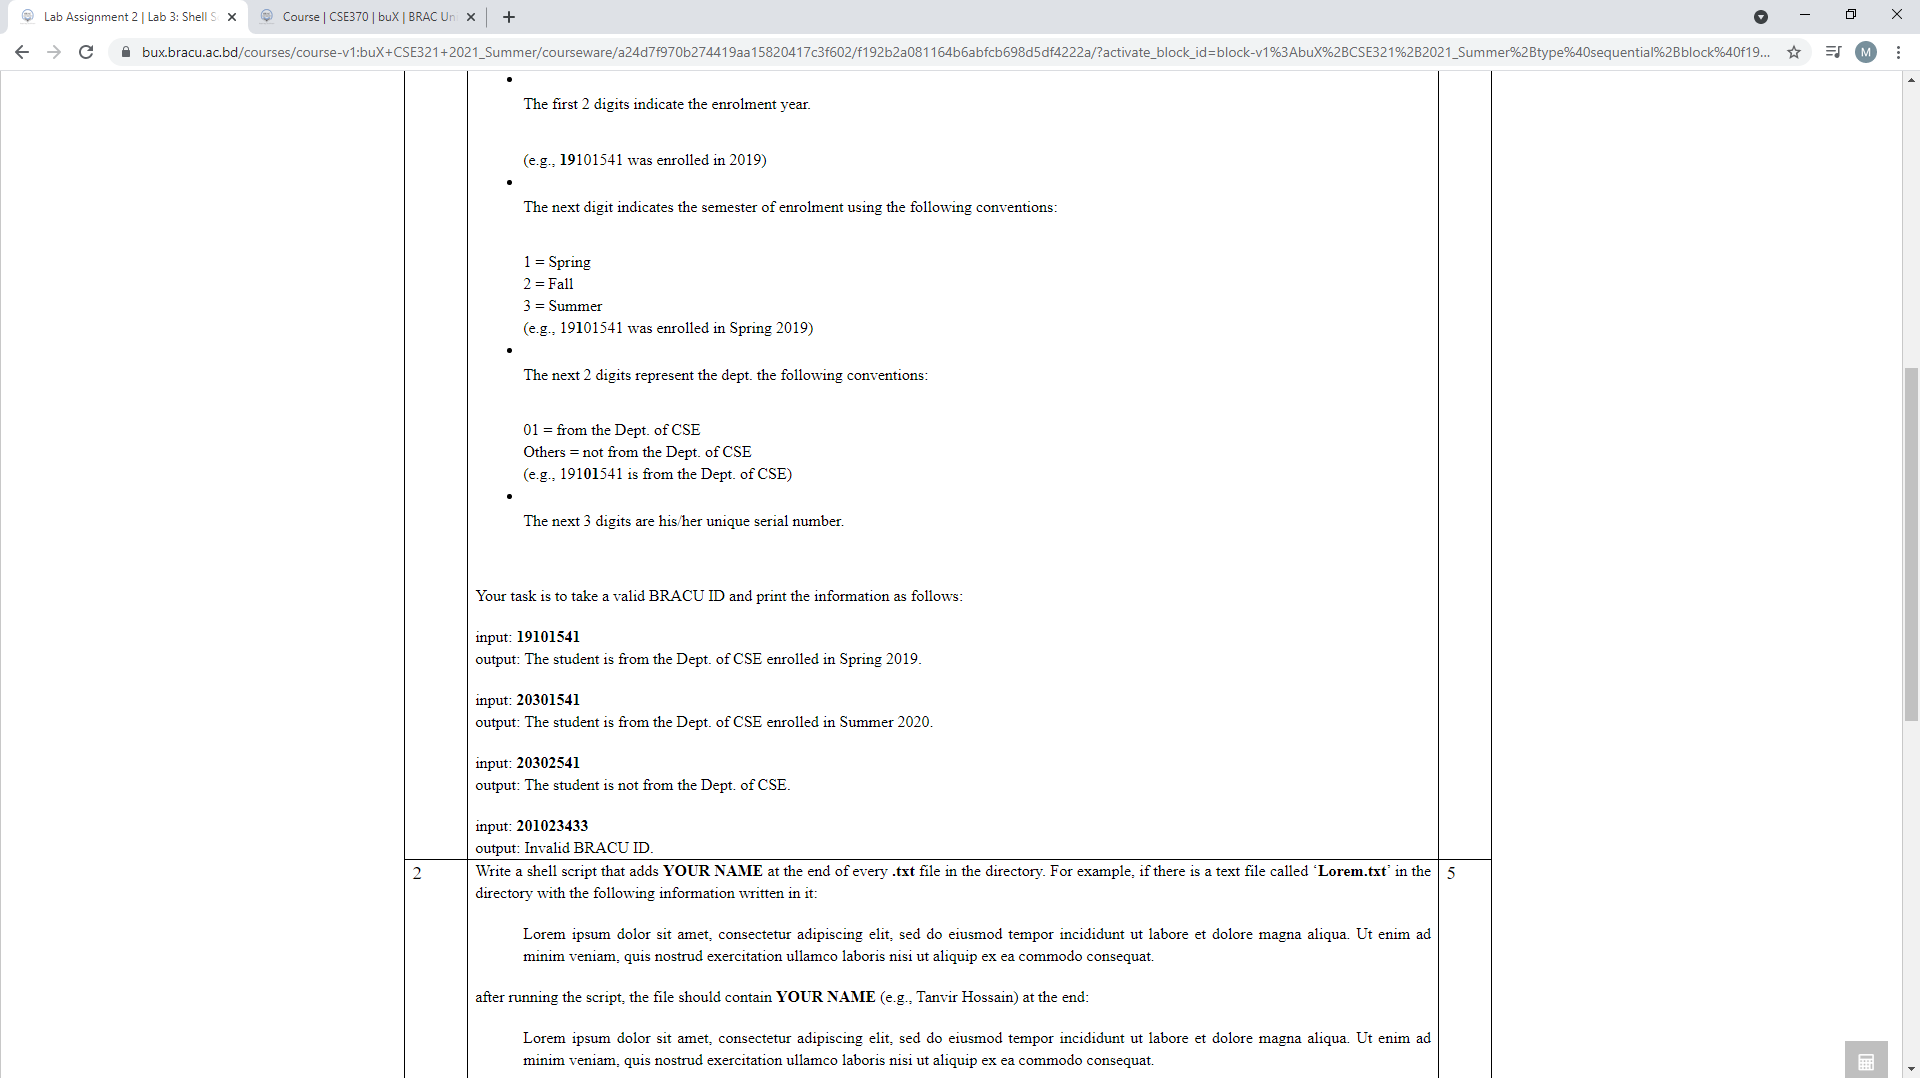 Lab Assignment 2 | Lab 3: Shell S
Course | CSE370 | buX | BRAC Un
bux.bracu.ac.bd/courses/course-v1:buX+CSE321+2021_Summer/courseware/a24d7f970b274419aa15820417c3f602/f192b2a081164b6abfcb698d5df4222a/?activate_block_id=block-v1%3AbuX%2BCSE321%2B2021_Summer%2Btype%40sequential%2Bblock%40f19...
M
The first 2 digits indicate the enrolment year.
(e.g., 19101541 was enrolled in 2019)
The next digit indicates the semester of enrolment using the following conventions:
1 = Spring
2 = Fall
3 = Summer
(e.g., 19101541 was enrolled in Spring 2019)
The next 2 digits represent the dept. the following conventions:
01 = from the Dept. of CSE
Others = not from the Dept. of CSE
(e.g., 19101541 is from the Dept. of CSE)
The next 3 digits are his/her unique serial number.
Your task is to take a valid BRACU ID and print the information as follows:
input: 19101541
output: The student is from the Dept. of CSE enrolled in Spring 2019.
input: 20301541
output: The student is from the Dept. of CSE enrolled in Summer 2020.
input: 20302541
output: The student is not from the Dept. of CSE.
input: 201023433
output: Invalid BRACU ID.
2
Write a shell script that adds YOUR NAME at the end of every .txt file in the directory. For example, if there is a text file called ‘Lorem.txt’ in the
5
directory with the following information written in it:
Lorem ipsum dolor sit amet, consectetur adipiscing elit, sed do eiusmod tempor incididunt ut labore et dolore magna aliqua. Ut enim ad
minim veniam, quis nostrud exercitation ullamco laboris nisi ut aliquip ex ea commodo consequat.
after running the script, the file should contain YOUR NAME (e.g., Tanvir Hossain) at the end:
Lorem ipsum dolor sit amet, consectetur adipiscing elit, sed do eiusmod tempor incididunt ut labore et dolore magna aliqua. Ut enim ad
minim veniam, quis nostrud exercitation ullamco laboris nisi ut aliquip ex ea commodo consequat.